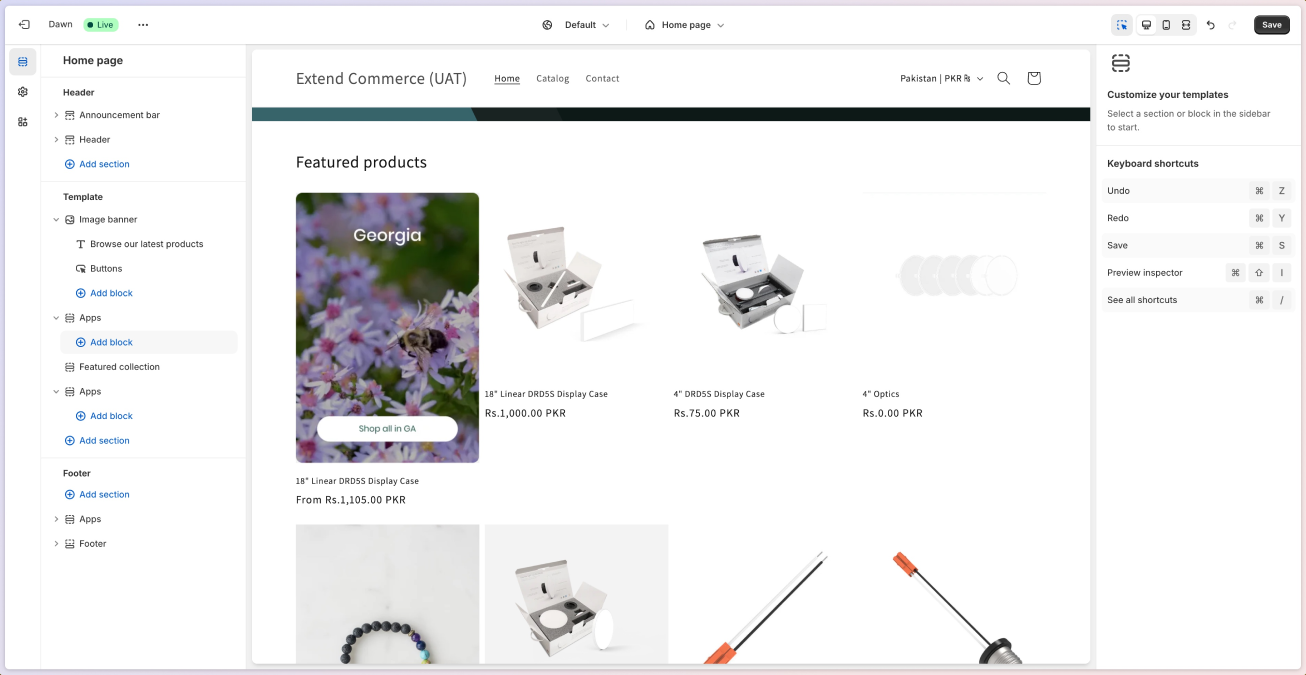 Dawn
Live
Default
Home page
Save
Home page
Header
Announcement bar
Header
Add section
Template
Image banner
Browse our latest products
Buttons
Add block
Apps
Add block
Featured collection
Apps
Add block
Add section
Footer
Add section
Apps
Footer
Extend Commerce (UAT)
Home
Catalog
Contact
Pakistan | PKR ₨
Featured products
Georgia
Shop all in GA
18" Linear DRD5S Display Case
From Rs.1,105.00 PKR
18" Linear DRD5S Display Case
Rs.1,000.00 PKR
4" DRD5S Display Case
Rs.75.00 PKR
4" Optics
Rs.0.00 PKR
Customize your templates
Select a section or block in the sidebar
to start.
Keyboard shortcuts
Undo ⌘ Z
Redo ⌘ Y
Save ⌘ S
Preview inspector ⌘ ⇧ I
See all shortcuts ⌘ /